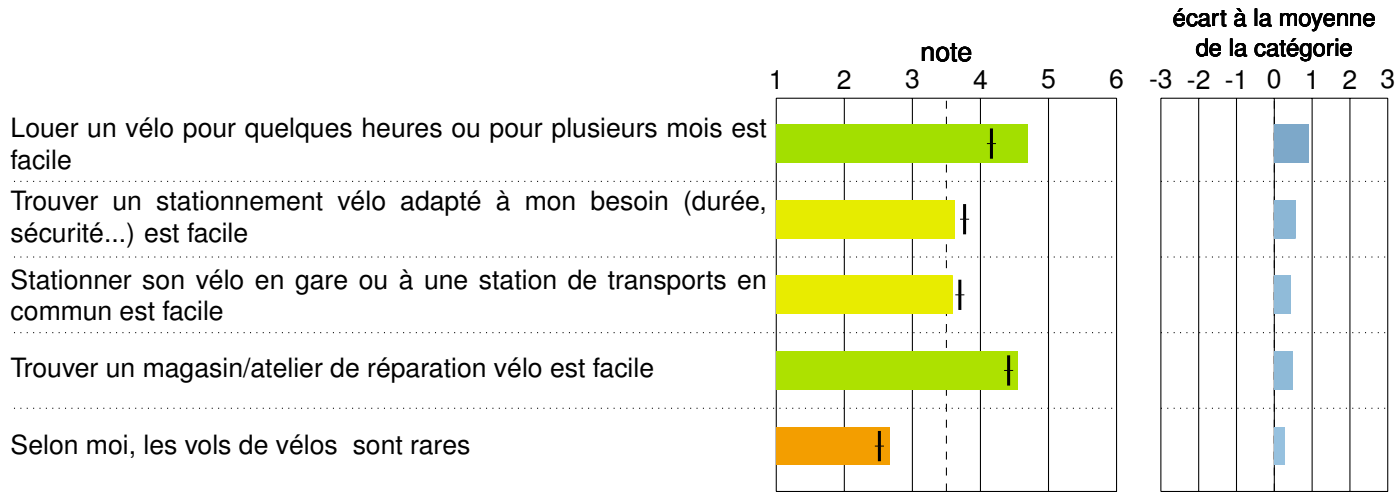 écart à la moyenne
de la catégorie
note
1 2 3 4 5 6
-3 -2 -1 0 1 2 3
Louer un vélo pour quelques heures ou pour plusieurs mois est
facile
Trouver un stationnement vélo adapté à mon besoin (durée,
sécurité...) est facile
Stationner son vélo en gare ou à une station de transports en
commun est facile
Trouver un magasin/atelier de réparation vélo est facile
Selon moi, les vols de vélos sont rares